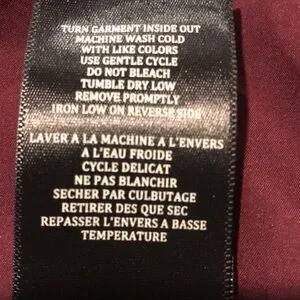 TURN GARMENT INSIDE OUT
MACHINE WASH COLD
WITH LIKE COLORS
USE GENTLE CYCLE
DO NOT BLEACH
TUMBLE DRY LOW
REMOVE PROMPTLY
IRON LOW ON REVERSE SIDE
LAVER A LA MACHINE A L'ENVERS
A L'EAU FROIDE
CYCLE DELICAT
NE PAS BLANCHIR
SECHER PAR CULBUTAGE
RETIRER DES QUE SEC
REPASSER L'ENVERS A BASSE
TEMPERATURE